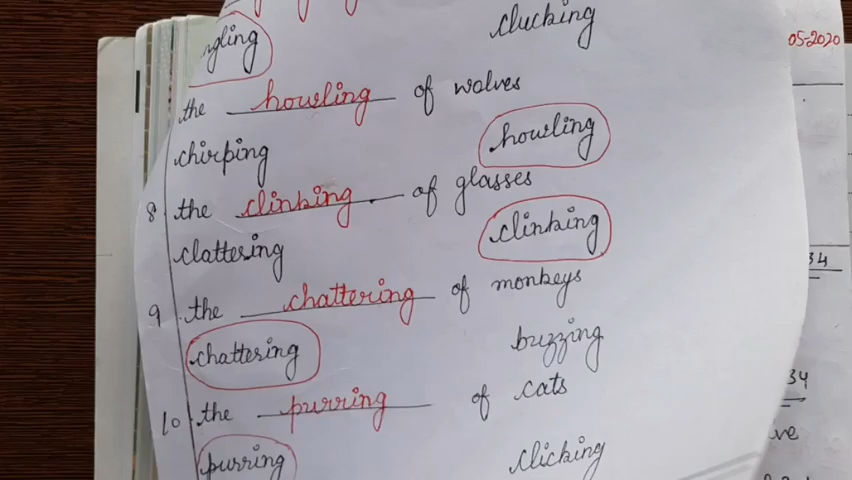 clucking
05-2020
the howling of wolves
chirping howling
8. the clinking of glasses
clattering clinking
34
9. the chattering of monkeys
chattering buzzing
34
10. the purring of cats
ve
purring clicking